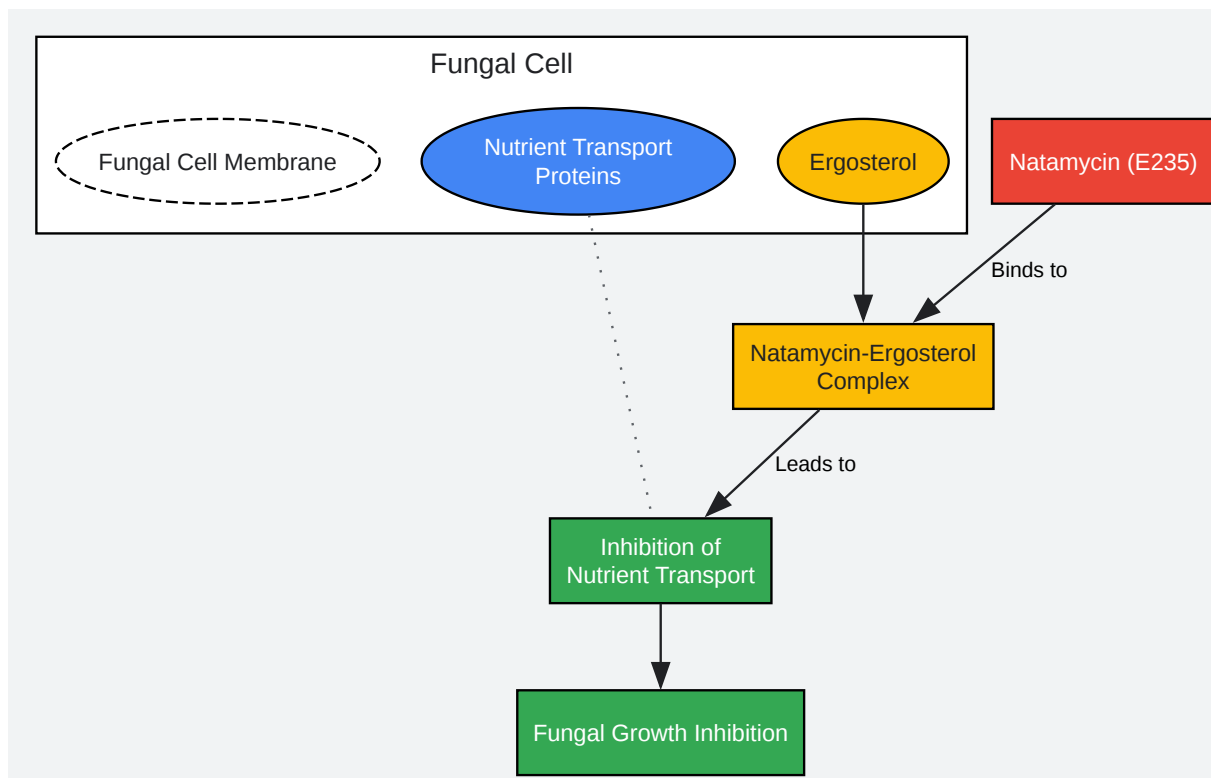 Fungal Cell
Fungal Cell Membrane
Nutrient Transport
Proteins
Ergosterol
Natamycin (E235)
Binds to
Natamycin-Ergosterol
Complex
Leads to
Inhibition of
Nutrient Transport
Fungal Growth Inhibition